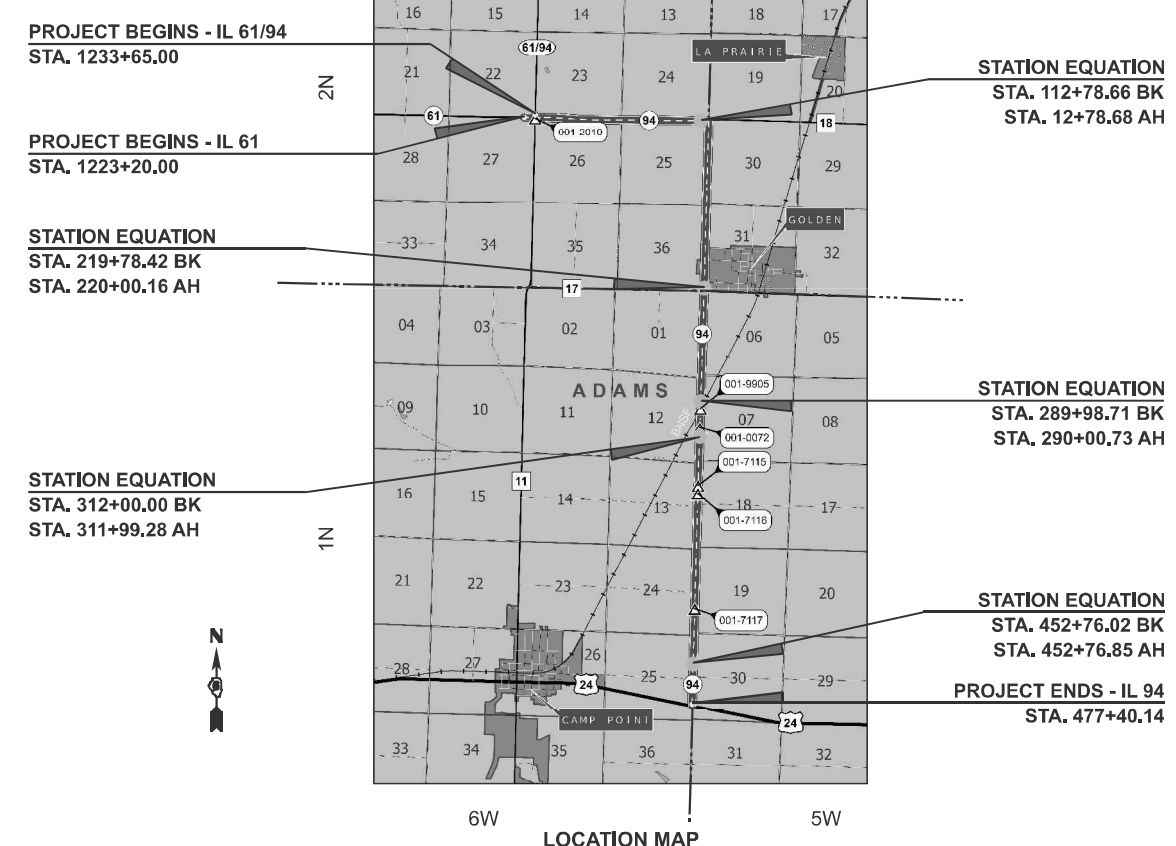 PROJECT BEGINS - IL 61/94
STA. 1233+65.00
PROJECT BEGINS - IL 61
STA. 1223+20.00
STATION EQUATION
STA. 219+78.42 BK
STA. 220+00.16 AH
STATION EQUATION
STA. 312+00.00 BK
STA. 311+99.28 AH
2N
1N
N
16 15 14 13 18 17
61/94
LA PRAIRIE
21 22 23 24 19 20
61 94 18
001-2010
28 27 26 25 30 29
GOLDEN
33 34 35 36 31 32
17
04 03 02 01 06 05
94
ADAMS
001-9905
09 10 11 12 07 08
BNSF
001-0072
001-7115
11
16 15 14 13 18 17
001-7116
21 22 23 24 19 20
001-7117
28 27 26 25 30 29
24 94
CAMP POINT
24
33 34 35 36 31 32
STATION EQUATION
STA. 112+78.66 BK
STA. 12+78.68 AH
STATION EQUATION
STA. 289+98.71 BK
STA. 290+00.73 AH
STATION EQUATION
STA. 452+76.02 BK
STA. 452+76.85 AH
PROJECT ENDS - IL 94
STA. 477+40.14
6W 5W
LOCATION MAP